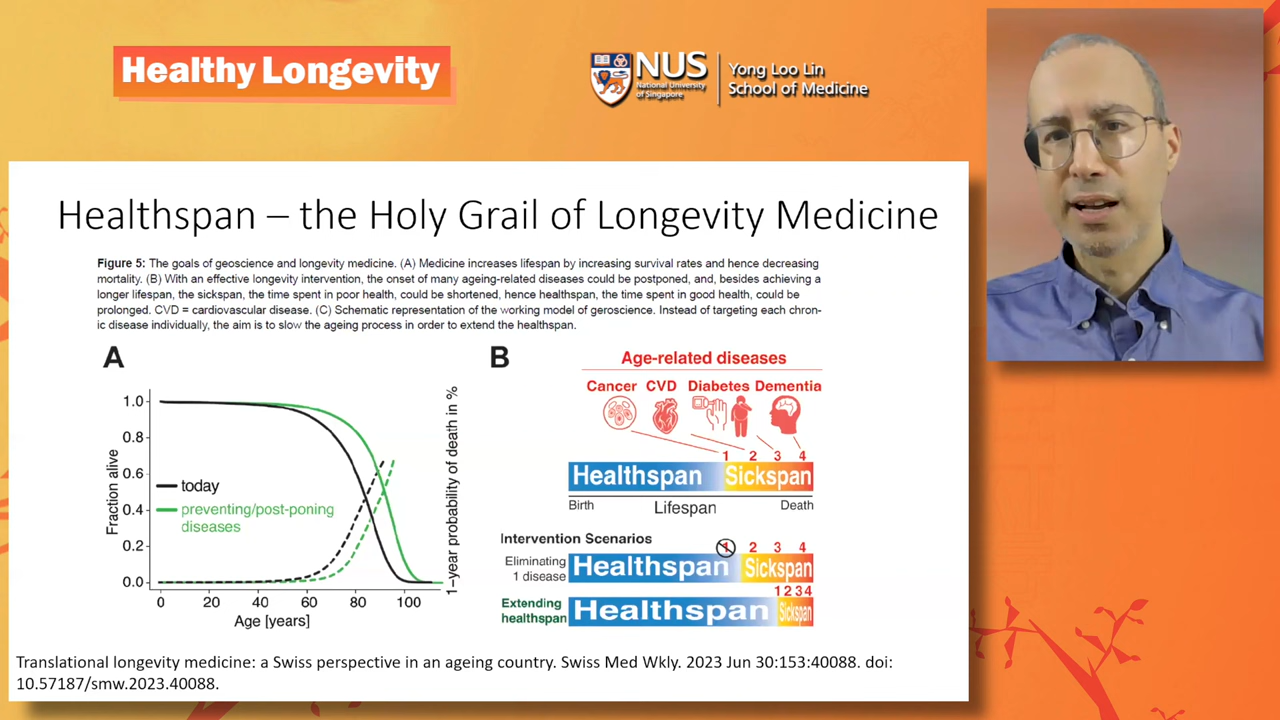 Healthy Longevity
NUS
National University
of Singapore
Yong Loo Lin
School of Medicine
Healthspan – the Holy Grail of Longevity Medicine
Figure 5: The goals of geoscience and longevity medicine. (A) Medicine increases lifespan by increasing survival rates and hence decreasing
mortality. (B) With an effective longevity intervention, the onset of many ageing-related diseases could be postponed, and, besides achieving a
longer lifespan, the sickspan, the time spent in poor health, could be shortened, hence healthspan, the time spent in good health, could be
prolonged. CVD = cardiovascular disease. (C) Schematic representation of the working model of geroscience. Instead of targeting each chron-
ic disease individually, the aim is to slow the ageing process in order to extend the healthspan.
A
Fraction alive
1.0
0.8
0.6
0.4
0.2
0.0
today
preventing/post-poning
diseases
0 20 40 60 80 100
Age [years]
1–year probability of death in %
B
Age-related diseases
Cancer CVD Diabetes Dementia
1 2 3 4
Healthspan Sickspan
Birth Lifespan Death
Intervention Scenarios
1 2 3 4
Eliminating
1 disease
Healthspan Sickspan
1 2 3 4
Extending
healthspan
Healthspan Sickspan
Translational longevity medicine: a Swiss perspective in an ageing country. Swiss Med Wkly. 2023 Jun 30:153:40088. doi:
10.57187/smw.2023.40088.